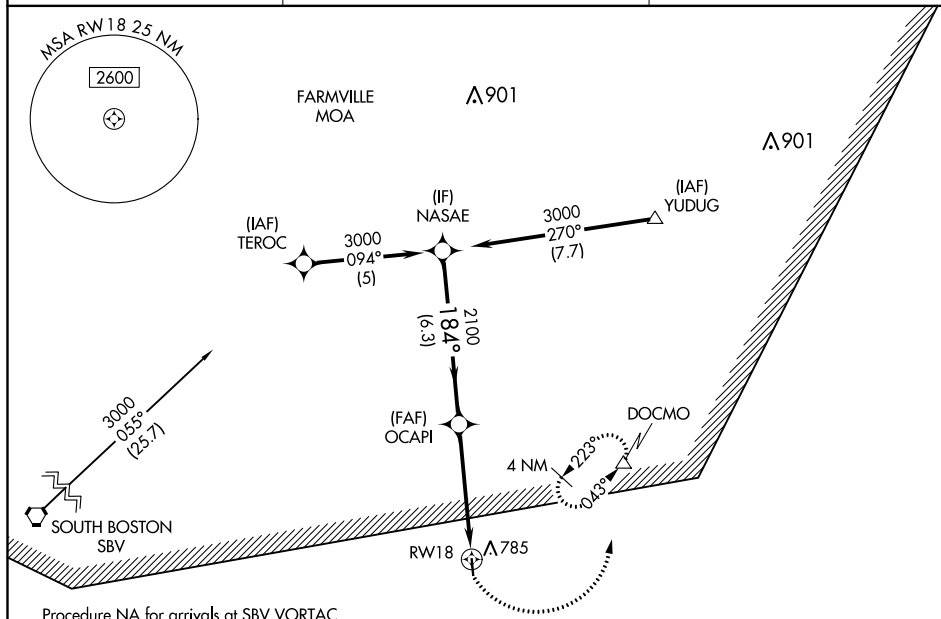 MSA RW18 25 NM
2600
FARMVILLE
MOA
901
901
(IAF)
TEROC
3000
094°
(5)
(IF)
NASAE
3000
270°
(7.7)
(IAF)
YUDUG
2100
184°
(6.3)
3000
055°
(25.7)
(FAF)
OCAPI
DOCMO
4 NM
223°
043°
SOUTH BOSTON
SBV
RW18
785
Procedure NA for arrivals at SBV VORTAC